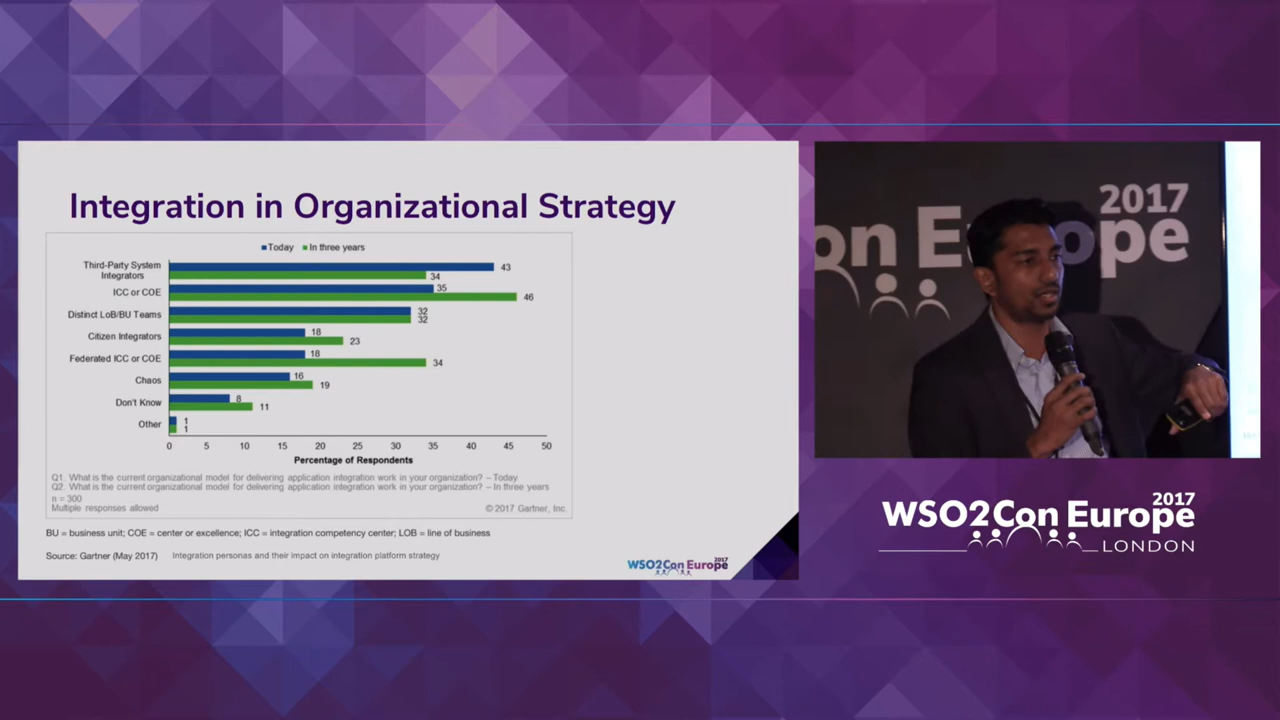 Integration in Organizational Strategy
Today In three years
Third-Party System
Integrators
43
34
ICC or COE
35
46
Distinct LoB/BU Teams
32
32
Citizen Integrators
18
23
Federated ICC or COE
18
34
Chaos
16
19
Don't Know
8
11
Other
1
1
0 5 10 15 20 25 30 35 40 45 50
Percentage of Respondents
Q1. What is the current organizational model for delivering application integration work in your organization? – Today
Q2. What is the current organizational model for delivering application integration work in your organization? – In three years
n = 300
Multiple responses allowed
© 2017 Gartner, Inc.
BU = business unit; COE = center or excellence; ICC = integration competency center; LOB = line of business
Source: Gartner (May 2017) Integration personas and their impact on integration platform strategy
WSO2Con Europe 2017
2017
on Europe
2017
WSO2Con Europe
LONDON